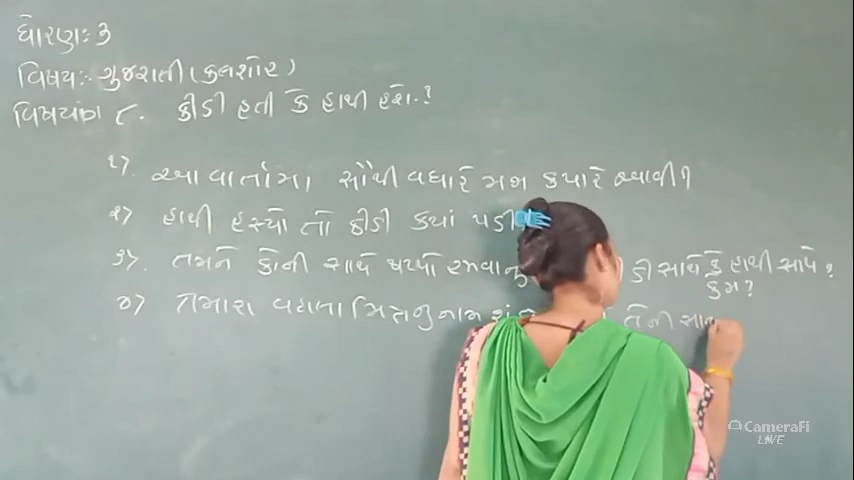 ધોરણઃ ૩
વિષયઃ- ગુજરાતી (કલશોર)
વિષયાંગ ૮. કીડી હતી કે હાથી હશે.?
૧> આ વાર્તામાં સૌથી વધારે મજા ક્યારે આવી?
૨> હાથી હસ્યો તો કીડી ક્યાં પડી
૩> તમને કોની સાથે રમવાનું કી સાથે કે હાથી સાથે?
કેમ?
૪> તમારા વહાલા મિત્રનું નામ શું તેની સા
CameraFi
LIVE